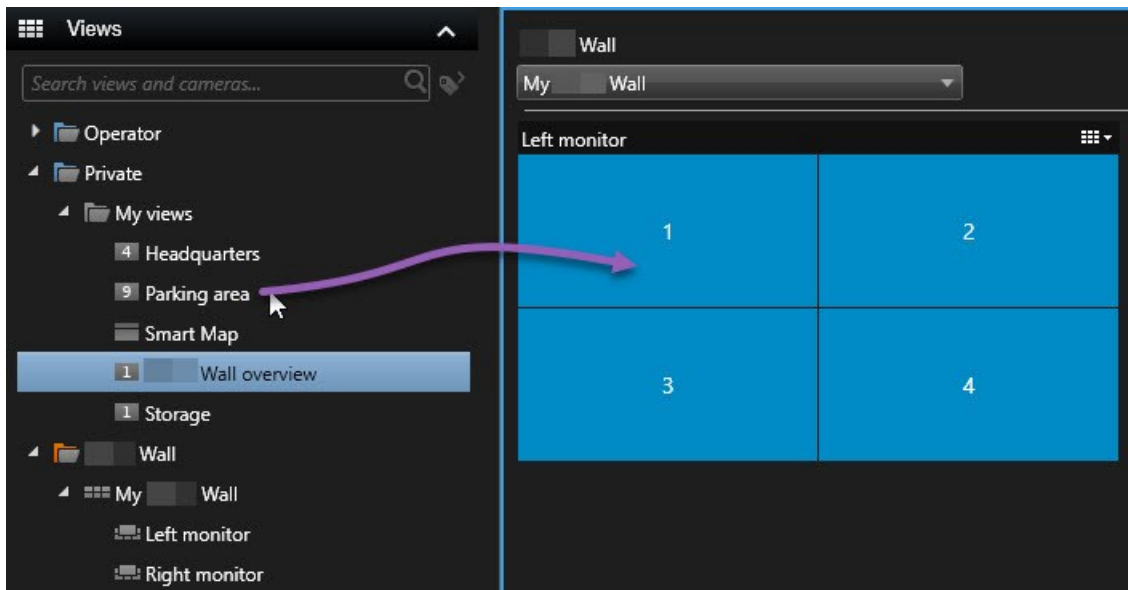 Views
Search views and cameras...
Operator
Private
My views
4 Headquarters
9 Parking area
Smart Map
1 Wall overview
1 Storage
Wall
My Wall
Left monitor
Right monitor
Wall
My Wall
Left monitor
1 2
3 4